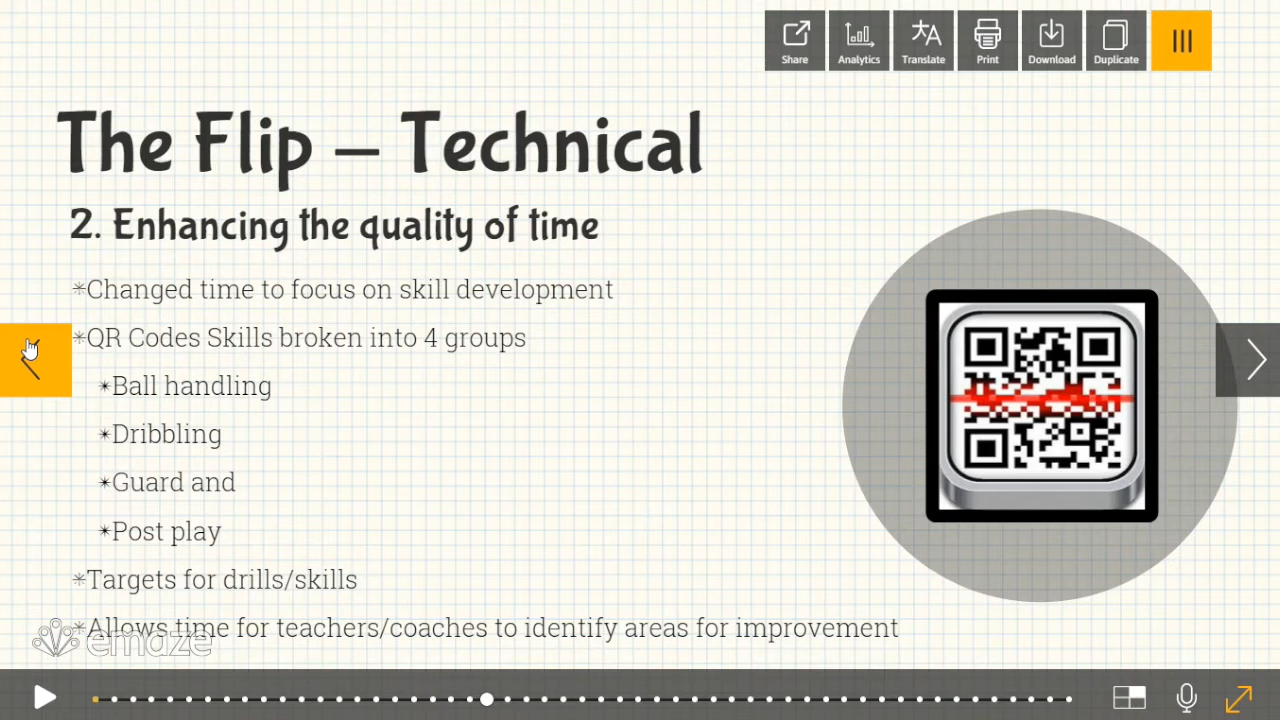 Share Analytics Translate Print Download Duplicate
The Flip – Technical
2. Enhancing the quality of time
*Changed time to focus on skill development
*QR Codes Skills broken into 4 groups
*Ball handling
*Dribbling
*Guard and
*Post play
*Targets for drills/skills
*Allows time for teachers/coaches to identify areas for improvement
emaze